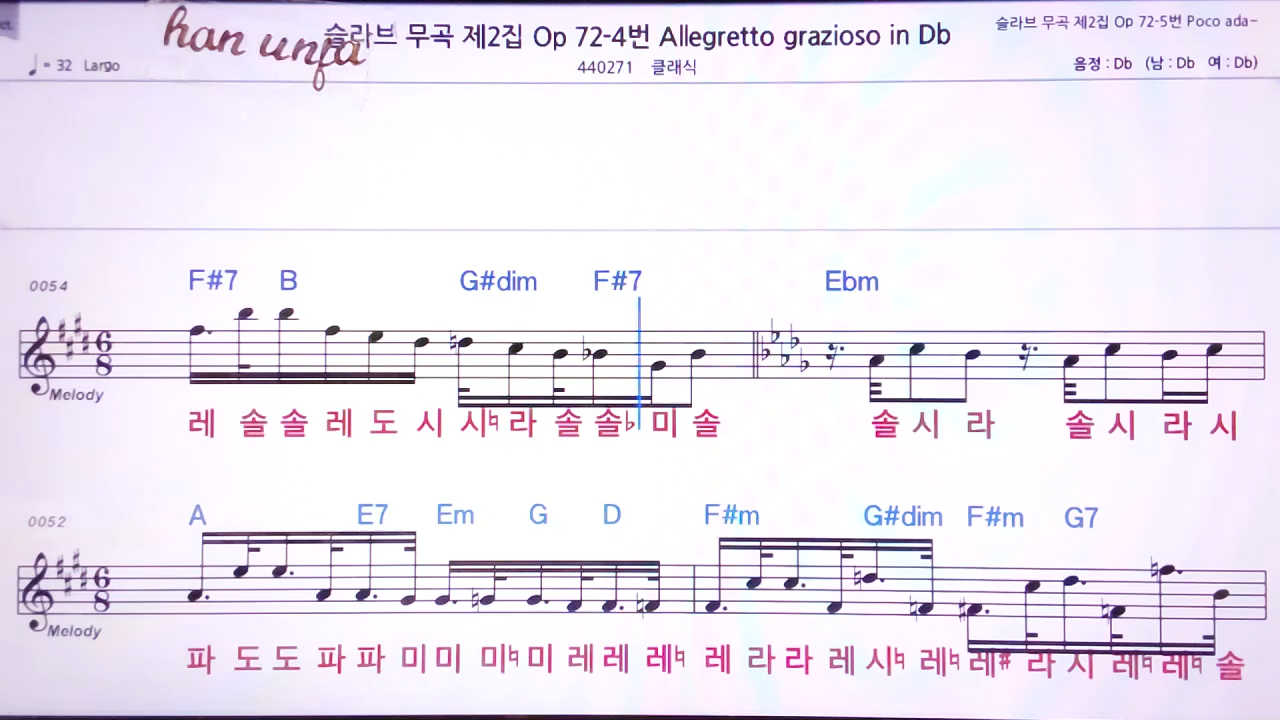 han unfa
슬라브 무곡 제2집 Op 72-4번 Allegretto grazioso in Db
슬라브 무곡 제2집 Op 72-5번 Poco ada~
♩ = 32 Largo
440271 클래식
음정 : Db (남 : Db 여 : Db)
F#7 B G#dim F#7 Ebm
0054
6 8
Melody
레 솔 솔 레 도 시 시♮ 라 솔 솔♭ 미 솔 솔 시 라 솔 시 라 시
A E7 Em G D F#m G#dim F#m G7
0052
6 8
Melody
파 도 도 파 파 미 미 미♮ 미 레 레 레♮ 레 라 라 레 시♮ 레♮ 레# 라 시 레♮ 레♮ 솔